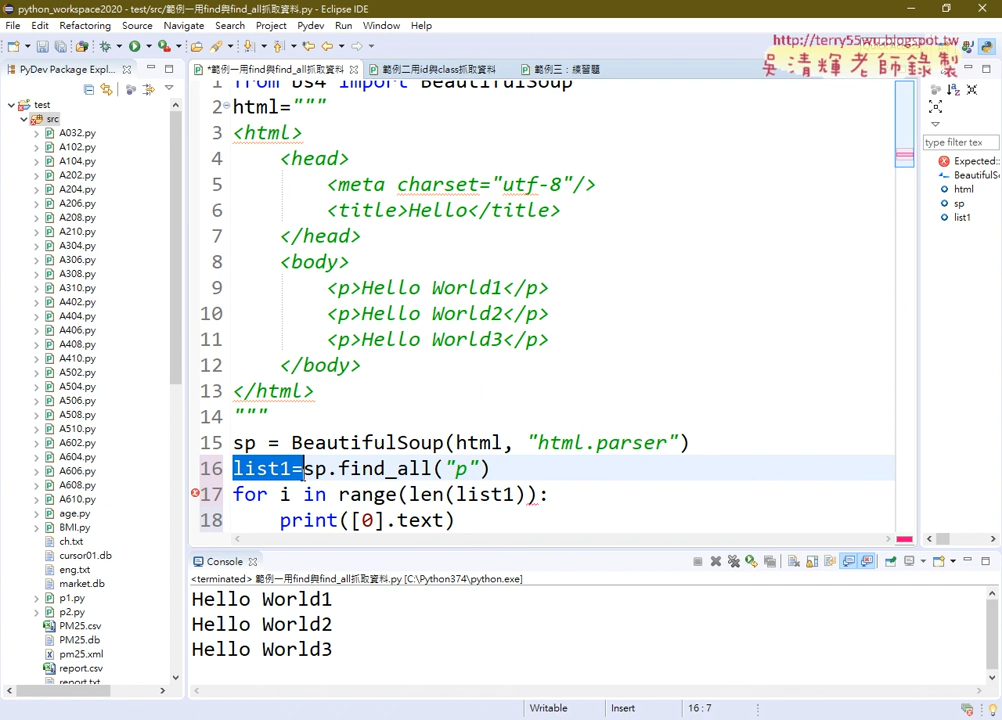 python_workspace2020 - test/src/範例一用find與find_all抓取資料.py - Eclipse IDE
File Edit Refactoring Source Navigate Search Project Pydev Run Window Help
http://terry55wu.blogspot.tw
吳清輝老師錄製
PyDev Package Expl...
*範例一用find與find_all抓取資料
範例二用id與class抓取資料
範例三：練習題
test
src
A032.py
A102.py
A104.py
A202.py
A204.py
A206.py
A208.py
A210.py
A304.py
A306.py
A308.py
A310.py
A402.py
A404.py
A406.py
A408.py
A410.py
A502.py
A504.py
A506.py
A508.py
A510.py
A602.py
A604.py
A606.py
A610.py
age.py
BMI.py
ch.txt
cursor01.db
eng.txt
market.db
p1.py
p2.py
PM25.csv
PM25.db
pm25.xml
report.csv
report.txt
1 from bs4 import BeautifulSoup
2 html="""
3 <html>
4 <head>
5 <meta charset="utf-8"/>
6 <title>Hello</title>
7 </head>
8 <body>
9 <p>Hello World1</p>
10 <p>Hello World2</p>
11 <p>Hello World3</p>
12 </body>
13 </html>
14 """
15 sp = BeautifulSoup(html, "html.parser")
16 list1=sp.find_all("p")
17 for i in range(len(list1)):
18 print([0].text)
type filter tex
Expected:
BeautifulSo
html
sp
list1
Console
<terminated> 範例一用find與find_all抓取資料.py [C:\Python374\python.exe]
Hello World1
Hello World2
Hello World3
Writable Insert 16 : 7